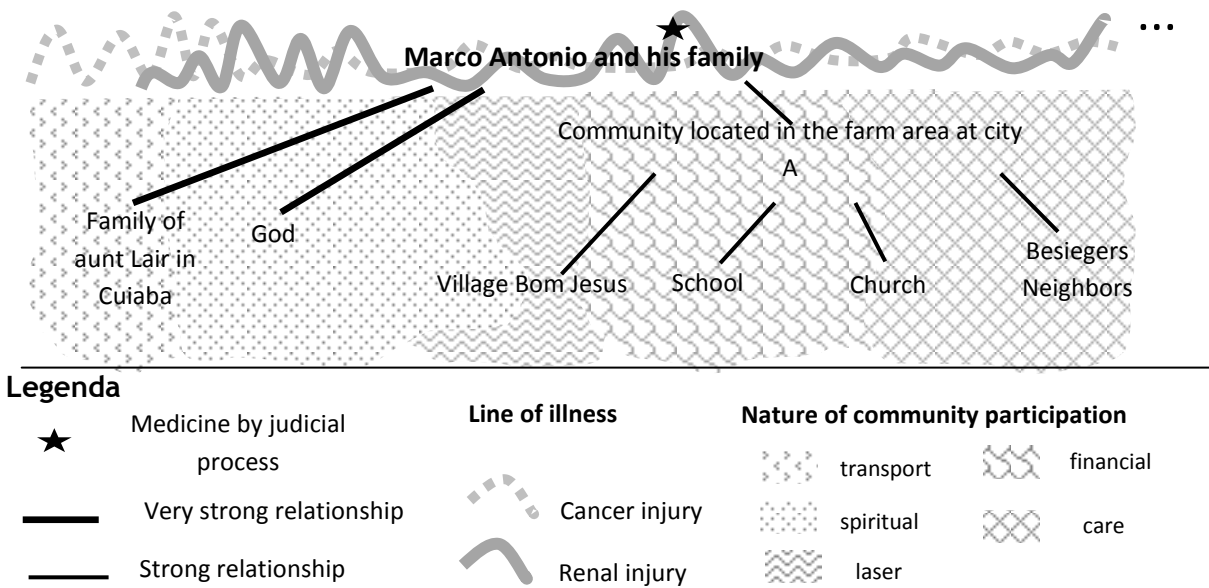 ...
Marco Antonio and his family
Community located in the farm area at city
A
Family of
aunt Lair in
Cuiaba
God
Village Bom Jesus
School
Church
Besiegers
Neighbors
Legenda
Medicine by judicial
process
Very strong relationship
Strong relationship
Line of illness
Cancer injury
Renal injury
Nature of community participation
transport
spiritual
laser
financial
care